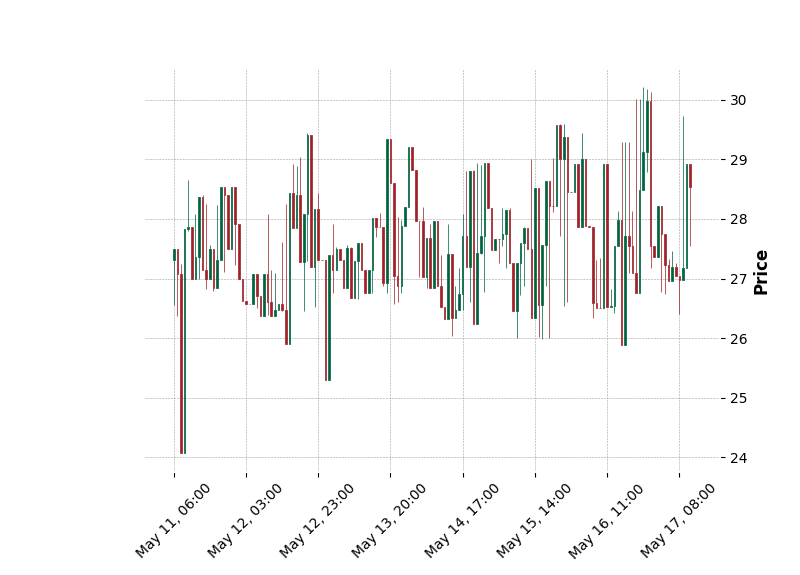 30
29
28
27
26
25
24
Price
May 11, 06:00
May 12, 03:00
May 12, 23:00
May 13, 20:00
May 14, 17:00
May 15, 14:00
May 16, 11:00
May 17, 08:00